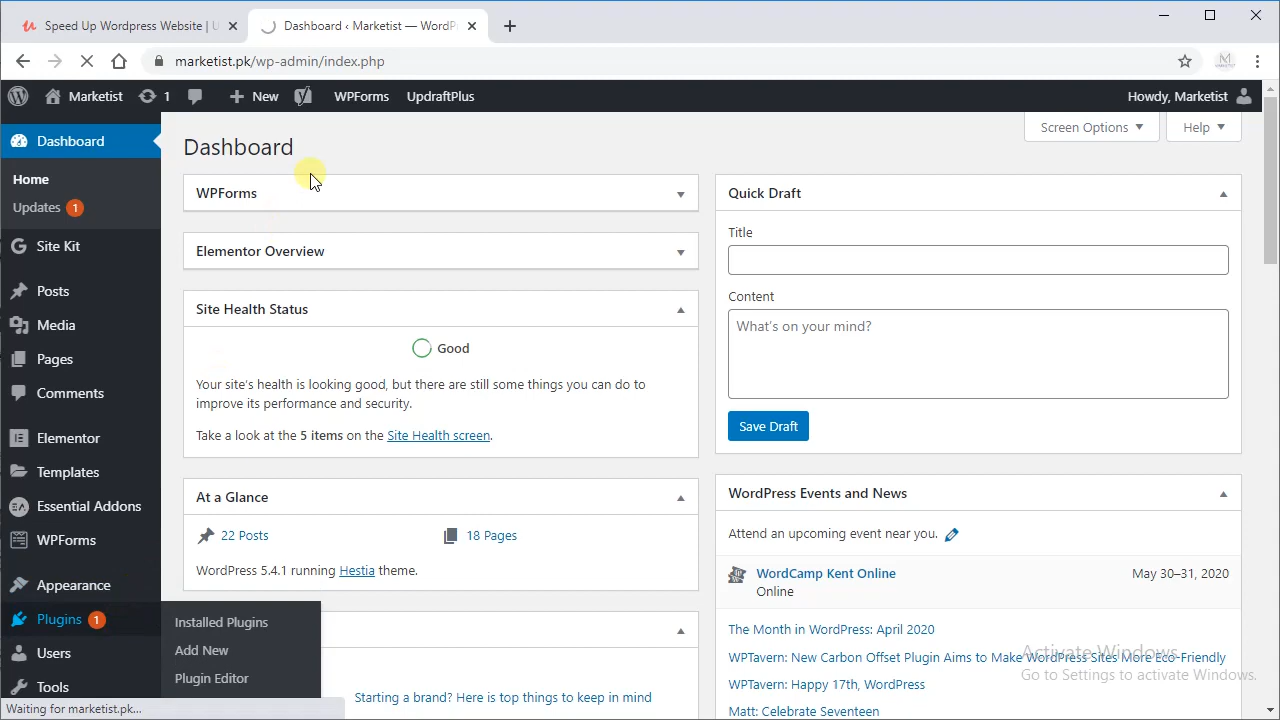 Speed Up Wordpress Website | U
Dashboard ‹ Marketist — WordP
marketist.pk/wp-admin/index.php
Marketist
1
New
WPForms
UpdraftPlus
Howdy, Marketist
Dashboard
Home
Updates 1
Site Kit
Posts
Media
Pages
Comments
Elementor
Templates
Essential Addons
WPForms
Appearance
Plugins 1
Users
Tools
Installed Plugins
Add New
Plugin Editor
Waiting for marketist.pk...
Screen Options
Help
Dashboard
WPForms
Elementor Overview
Site Health Status
Good
Your site's health is looking good, but there are still some things you can do to
improve its performance and security.
Take a look at the 5 items on the Site Health screen.
At a Glance
22 Posts
18 Pages
WordPress 5.4.1 running Hestia theme.
Starting a brand? Here is top things to keep in mind
Quick Draft
Title
Content
What's on your mind?
Save Draft
WordPress Events and News
Attend an upcoming event near you.
WordCamp Kent Online
May 30–31, 2020
Online
The Month in WordPress: April 2020
WPTavern: New Carbon Offset Plugin Aims to Make WordPress Sites More Eco-Friendly
WPTavern: Happy 17th, WordPress
Matt: Celebrate Seventeen
Activate Windows
Go to Settings to activate Windows.